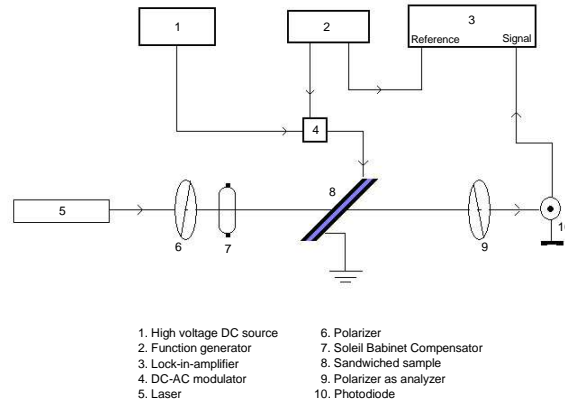 1
2
3
Reference Signal
4
8
5
6
7
9
10
1. High voltage DC source
2. Function generator
3. Lock-in-amplifier
4. DC-AC modulator
5. Laser
6. Polarizer
7. Soleil Babinet Compensator
8. Sandwiched sample
9. Polarizer as analyzer
10. Photodiode